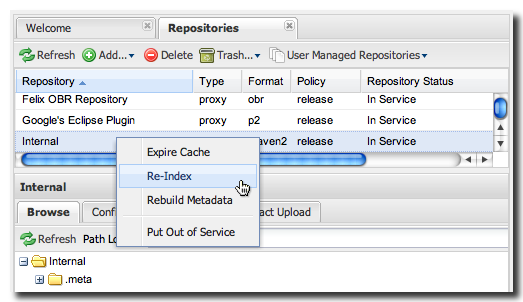 Welcome Repositories
Refresh Add... Delete Trash... User Managed Repositories
Repository Type Format Policy Repository Status
Felix OBR Repository proxy obr release In Service
Google's Eclipse Plugin proxy p2 release In Service
Internal aven2 release In Service
Expire Cache
Re-Index
Rebuild Metadata
Put Out of Service
Internal
Browse Conf act Upload
Refresh Path Lo
Internal
.meta